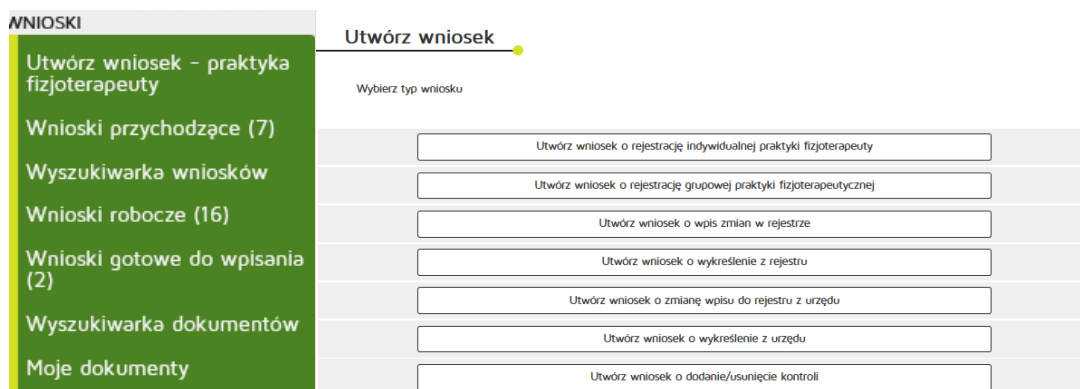 WNIOSKI
Utwórz wniosek - praktyka
fizjoterapeuty
Wnioski przychodzące (7)
Wyszukiwarka wniosków
Wnioski robocze (16)
Wnioski gotowe do wpisania
(2)
Wyszukiwarka dokumentów
Moje dokumenty
Utwórz wniosek
Wybierz typ wniosku
Utwórz wniosek o rejestrację indywidualnej praktyki fizjoterapeuty
Utwórz wniosek o rejestrację grupowej praktyki fizjoterapeutycznej
Utwórz wniosek o wpis zmian w rejestrze
Utwórz wniosek o wykreślenie z rejestru
Utwórz wniosek o zmianę wpisu do rejestru z urzędu
Utwórz wniosek o wykreślenie z urzędu
Utwórz wniosek o dodanie/usunięcie kontroli